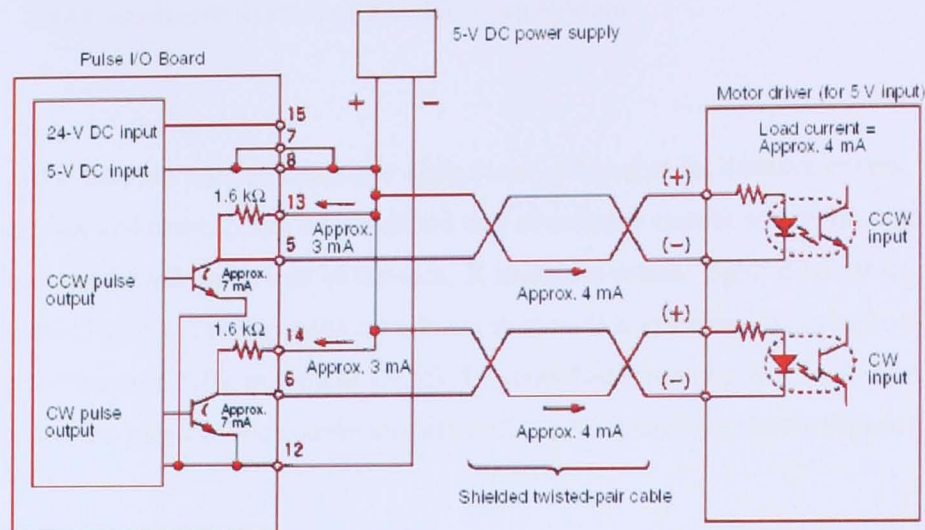 5-V DC power supply
Pulse I/O Board
+
−
Motor driver (for 5 V input)
15
24-V DC input
7
Load current =
Approx. 4 mA
5-V DC input
8
1.6 kΩ
13
(+)
Approx.
3 mA
CCW
input
5
(−)
CCW pulse
output
Approx.
7 mA
Approx. 4 mA
1.6 kΩ
14
(+)
Approx. 3 mA
CW
input
6
(−)
CW pulse
output
Approx.
7 mA
12
Approx. 4 mA
Shielded twisted-pair cable